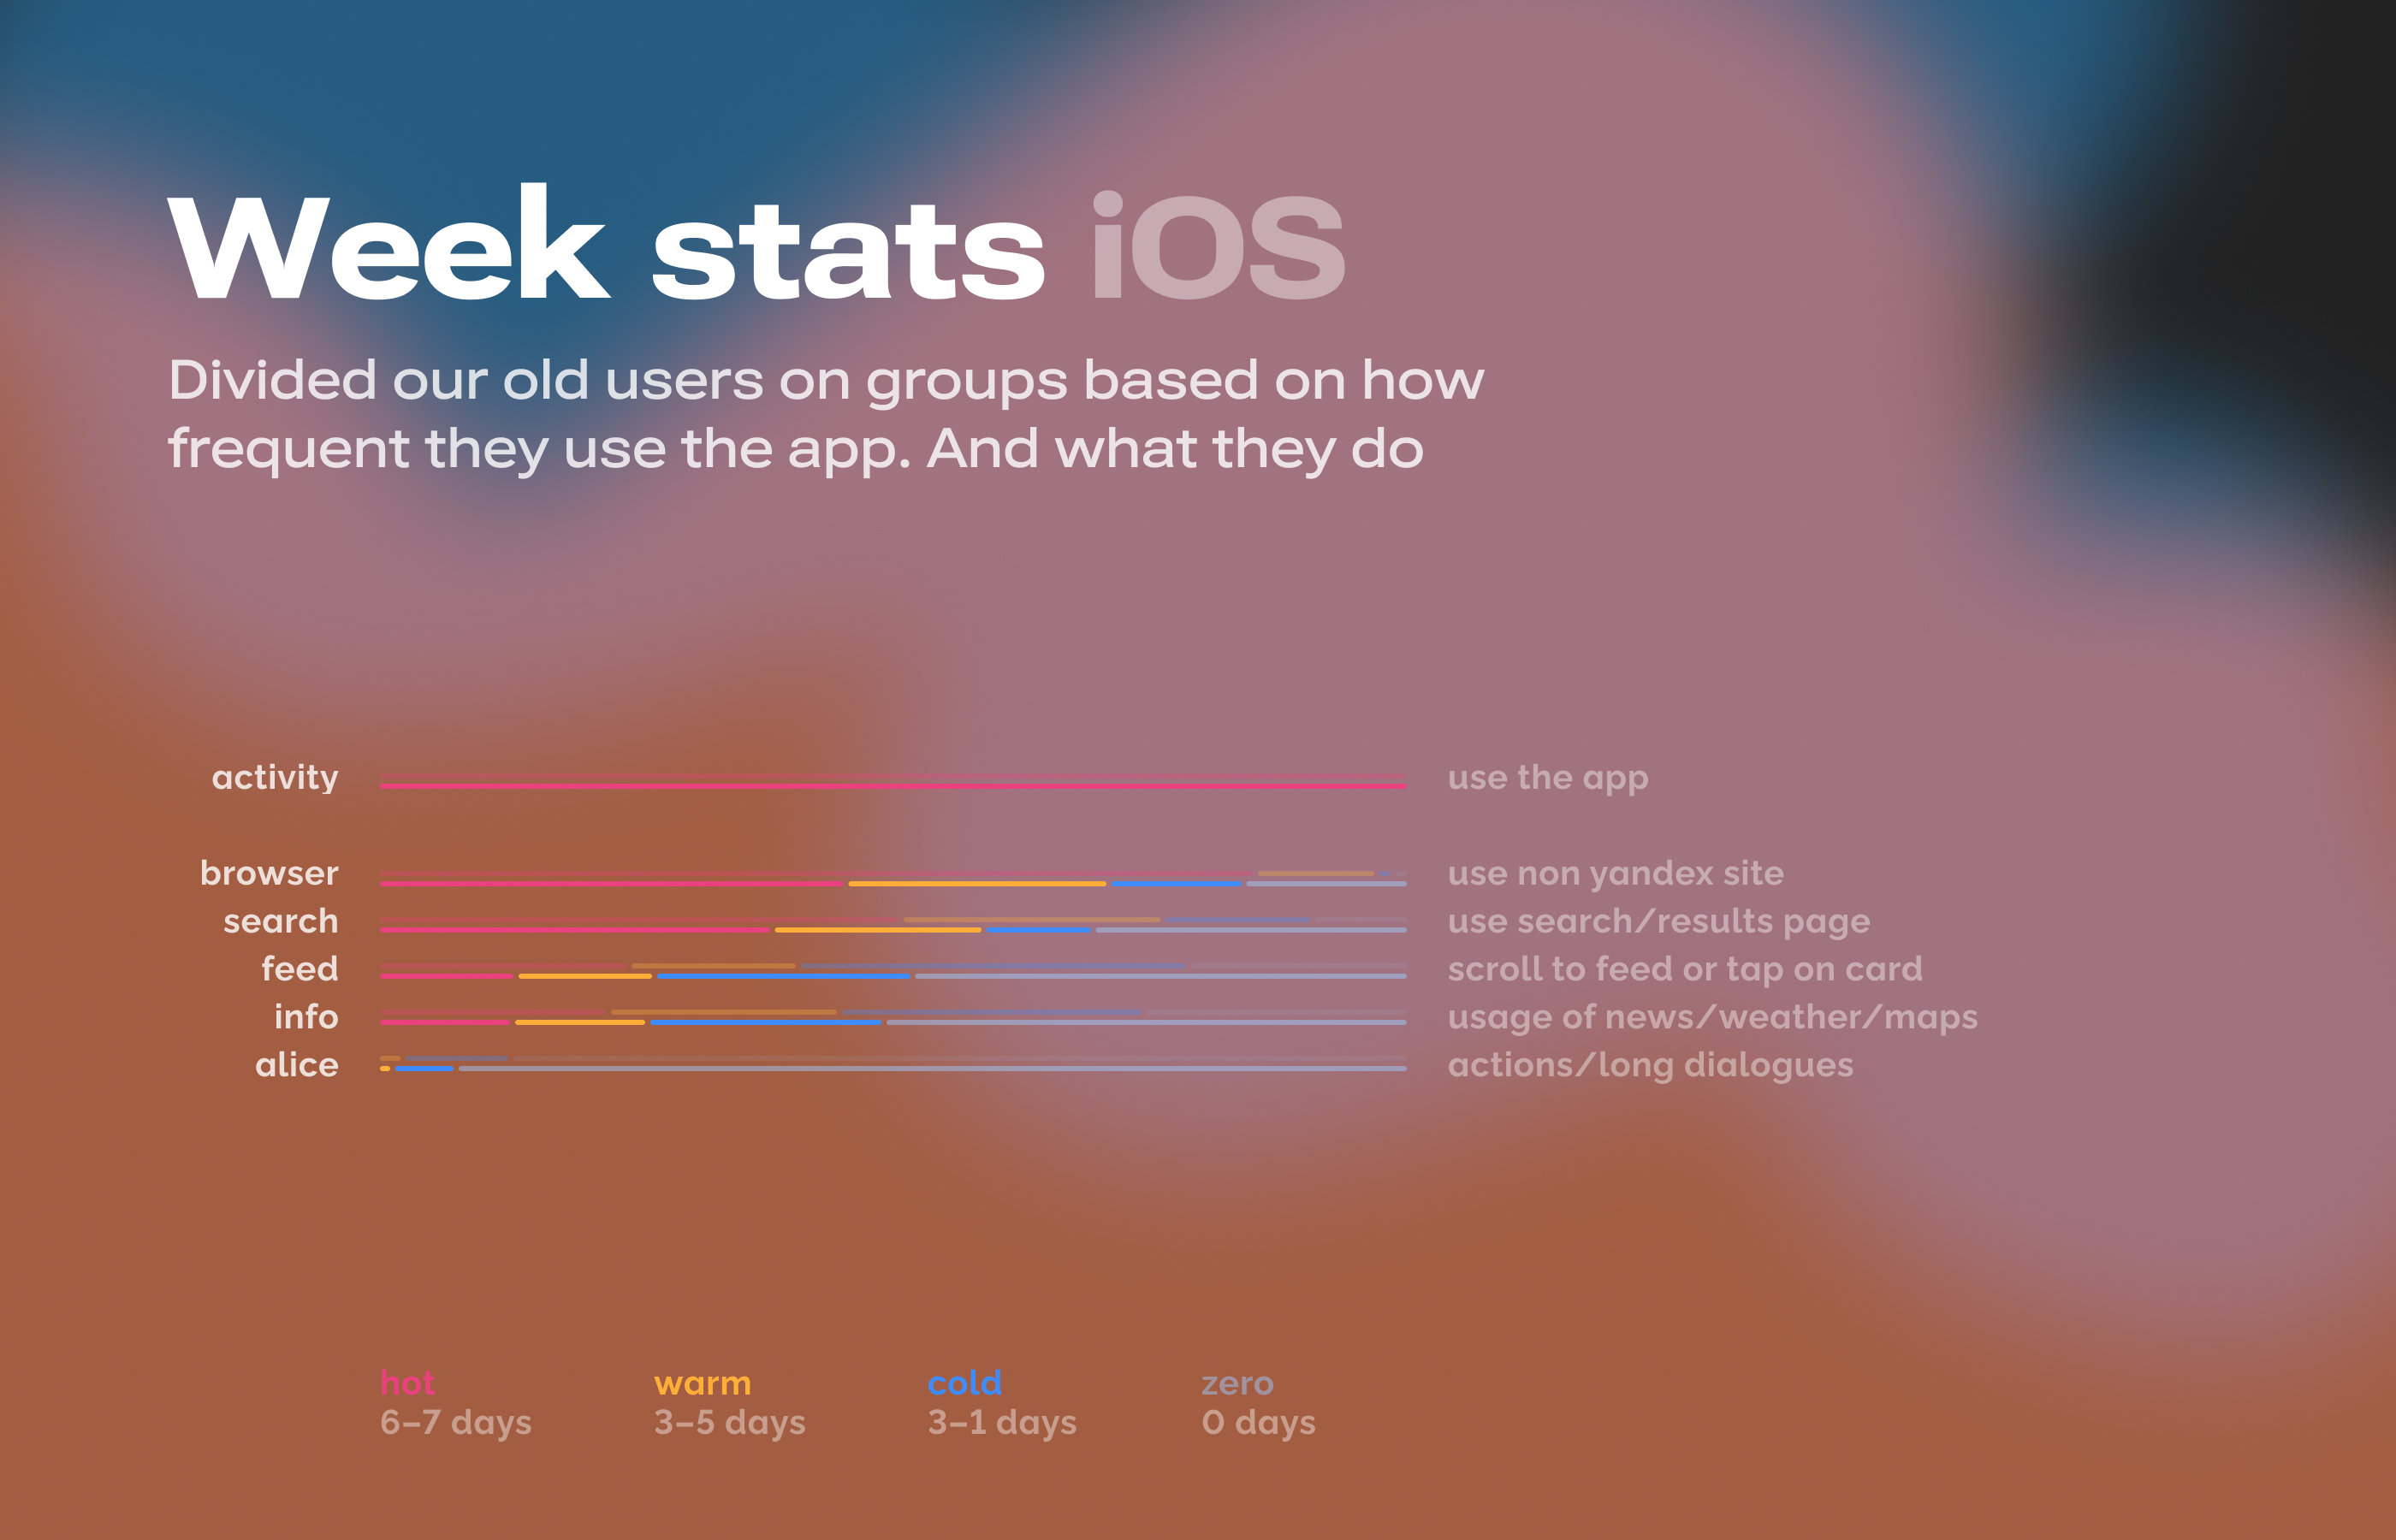 Week stats iOS
Divided our old users on groups based on how
frequent they use the app. And what they do
activity use the app
browser use non yandex site
search use search/results page
feed scroll to feed or tap on card
info usage of news/weather/maps
alice actions/long dialogues
hot warm cold zero
6–7 days 3–5 days 3–1 days 0 days